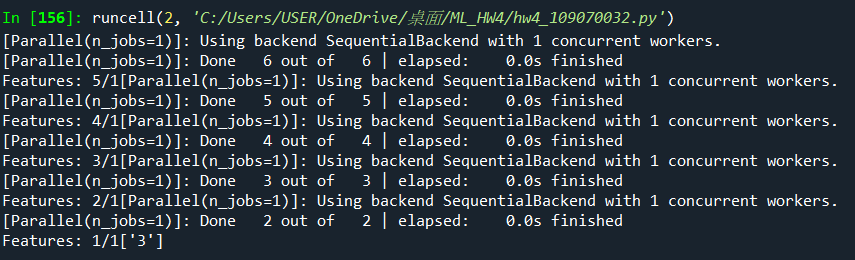 In [156]: runcell(2, 'C:/Users/USER/OneDrive/桌面/ML_HW4/hw4_109070032.py')
[Parallel(n_jobs=1)]: Using backend SequentialBackend with 1 concurrent workers.
[Parallel(n_jobs=1)]: Done   6 out of   6 | elapsed:    0.0s finished
Features: 5/1[Parallel(n_jobs=1)]: Using backend SequentialBackend with 1 concurrent workers.
[Parallel(n_jobs=1)]: Done   5 out of   5 | elapsed:    0.0s finished
Features: 4/1[Parallel(n_jobs=1)]: Using backend SequentialBackend with 1 concurrent workers.
[Parallel(n_jobs=1)]: Done   4 out of   4 | elapsed:    0.0s finished
Features: 3/1[Parallel(n_jobs=1)]: Using backend SequentialBackend with 1 concurrent workers.
[Parallel(n_jobs=1)]: Done   3 out of   3 | elapsed:    0.0s finished
Features: 2/1[Parallel(n_jobs=1)]: Using backend SequentialBackend with 1 concurrent workers.
[Parallel(n_jobs=1)]: Done   2 out of   2 | elapsed:    0.0s finished
Features: 1/1['3']